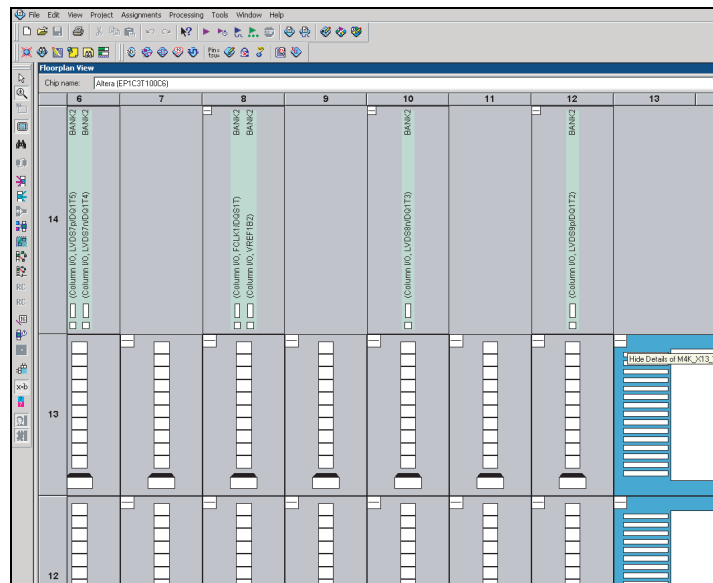 File Edit View Project Assignments Processing Tools Window Help
Floorplan View
Chip name: Altera (EP1C3T100C6)
6 7 8 9 10 11 12 13
14
(Column I/O, LVDS7p/DQ1T5) BANK2
(Column I/O, LVDS7n/DQ1T4) BANK2
(Column I/O, FCLK1/DQS1T) BANK2
(Column I/O, VREF1B2) BANK2
(Column I/O, LVDS8n/DQ1T3) BANK2
(Column I/O, LVDS9p/DQ1T2) BANK2
Hide Details of M4K_X13_
13
12